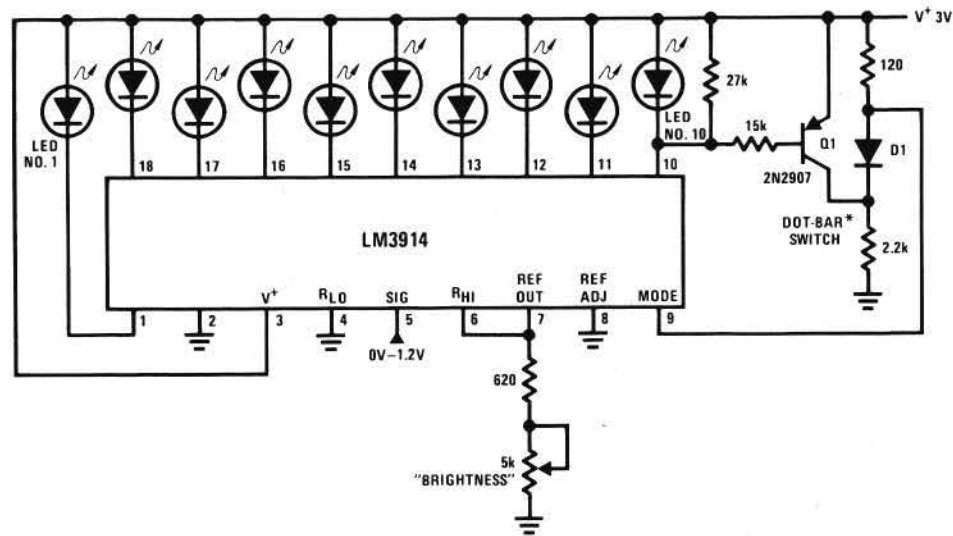 V+ 3V
120
27k
LED
NO. 1
LED
NO. 10
15k
Q1
2N2907
D1
18
17
16
15
14
13
12
11
10
DOT-BAR*
SWITCH
2.2k
LM3914
V+
RLO
SIG
RHI
REF
OUT
REF
ADJ
MODE
1
2
3
4
5
6
7
8
9
0V–1.2V
620
5k
"BRIGHTNESS"